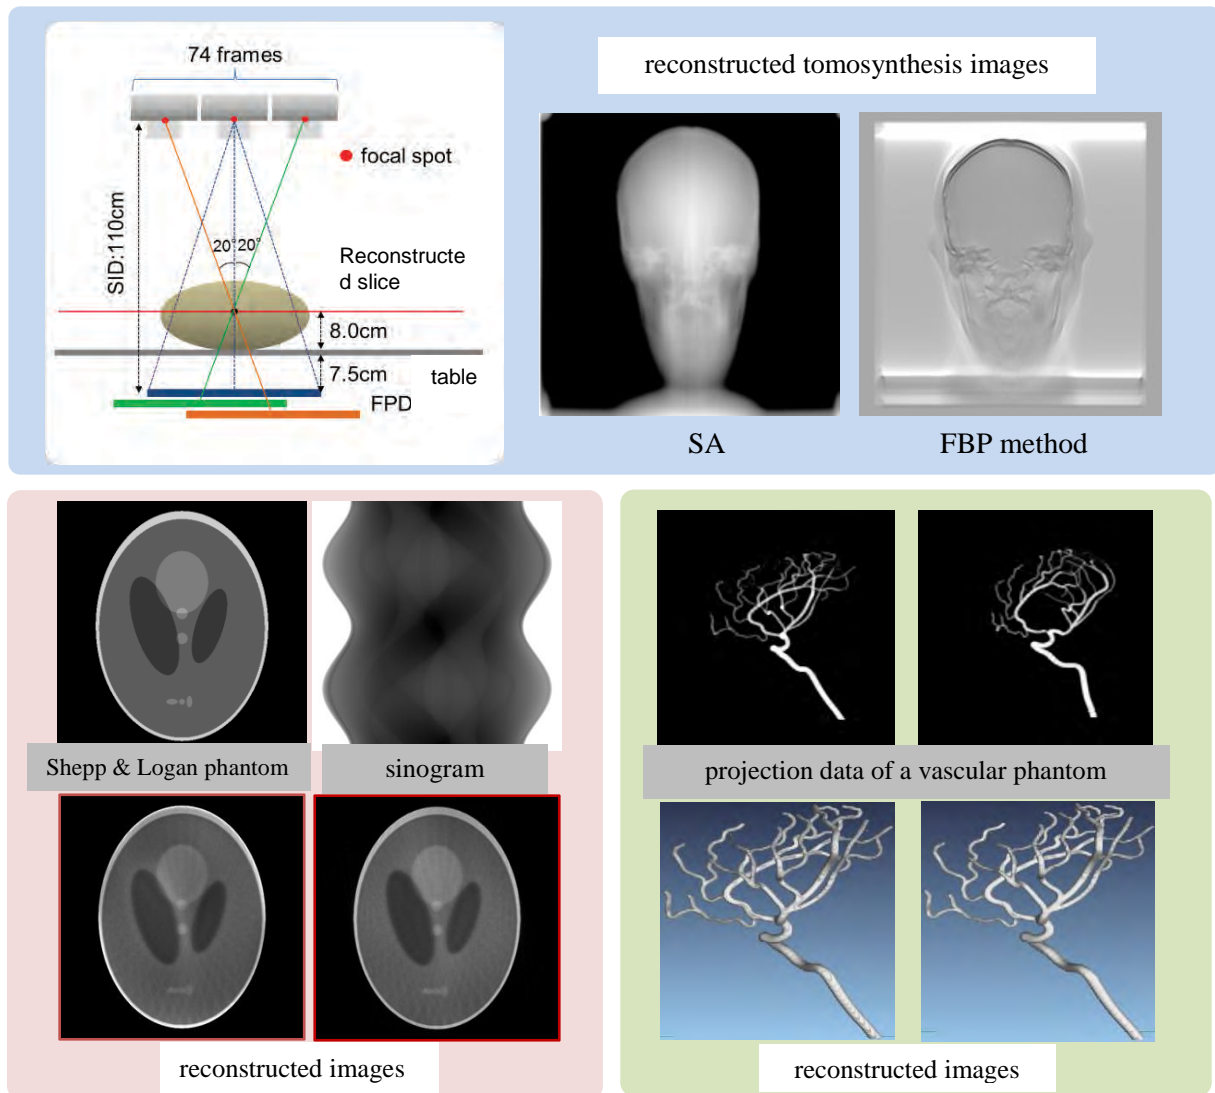 74 frames
reconstructed tomosynthesis images
focal spot
SID:110cm
20° 20°
Reconstructe
d slice
8.0cm
7.5cm
table
FPD
SA
FBP method
Shepp & Logan phantom
sinogram
projection data of a vascular phantom
reconstructed images
reconstructed images